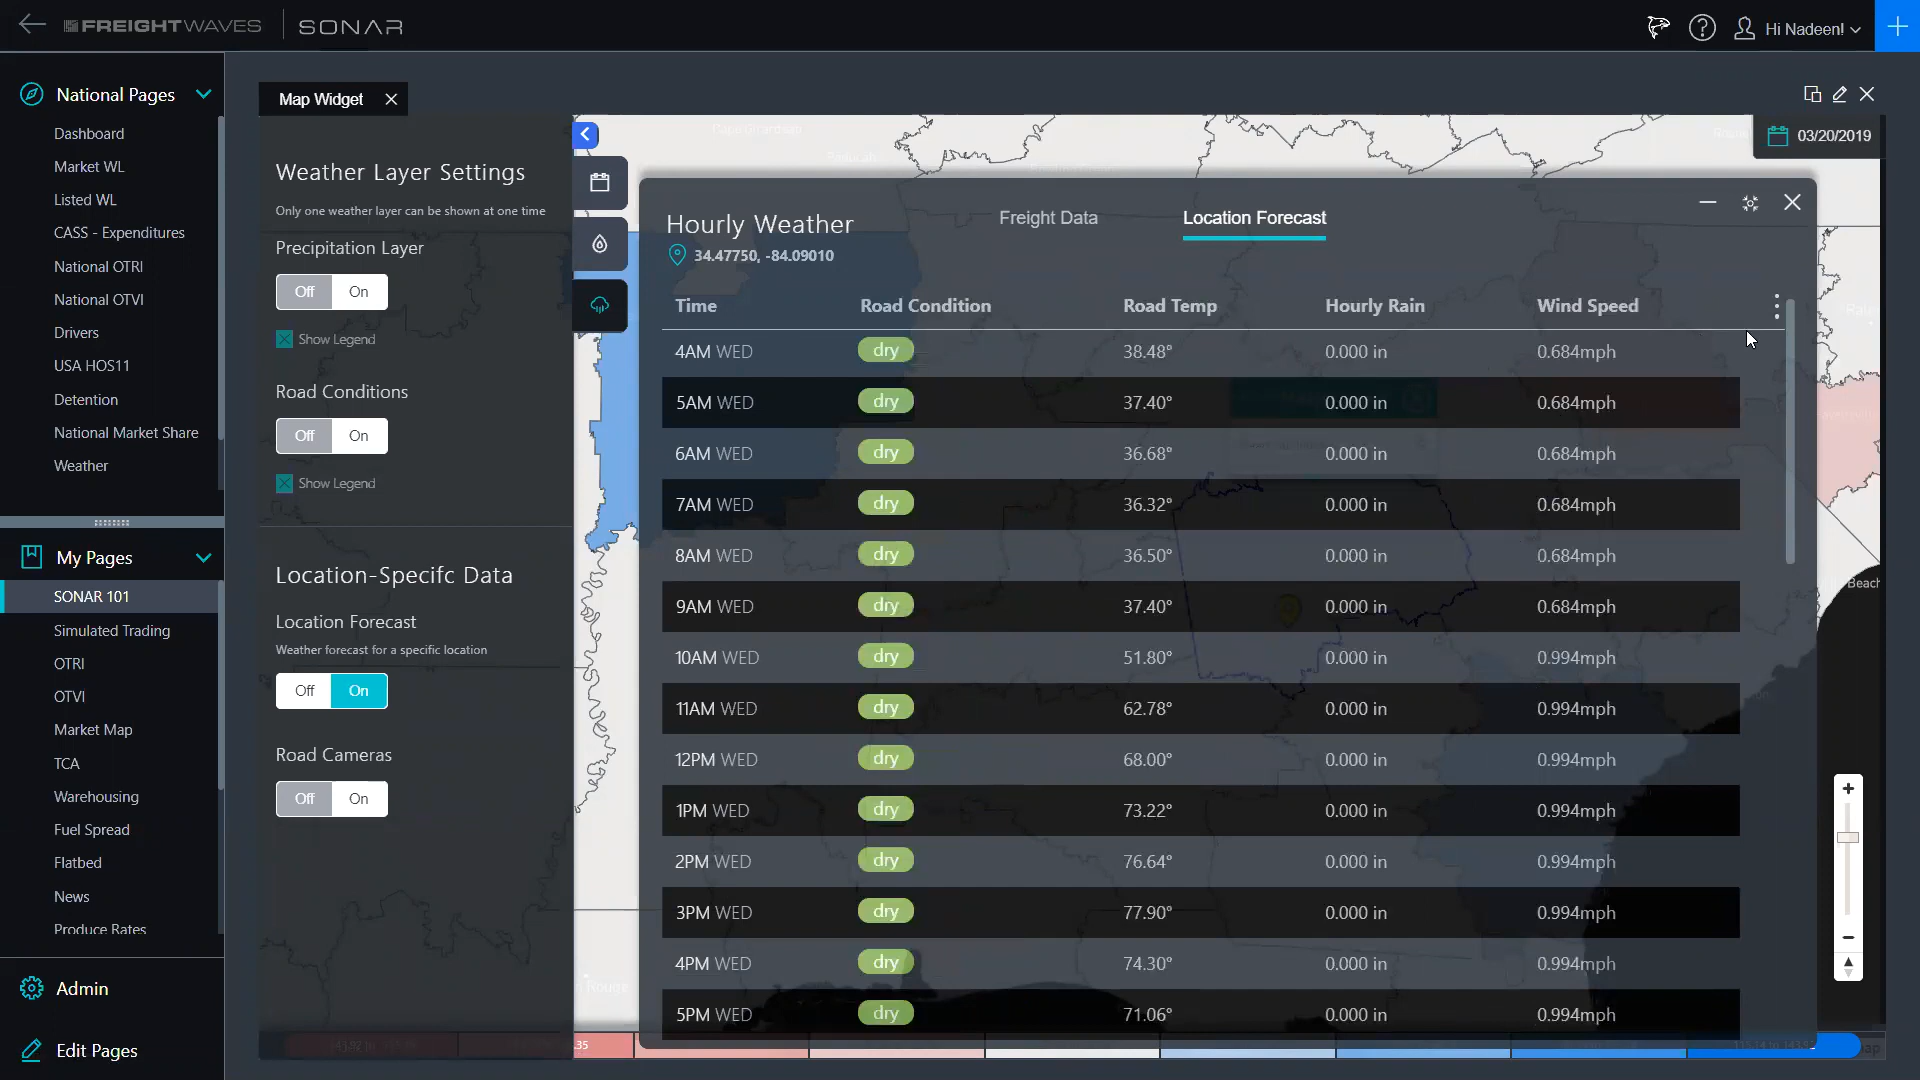 FREIGHTWAVES SONAR
Hi Nadeen!
National Pages
Dashboard
Market WL
Listed WL
CASS - Expenditures
National OTRI
National OTVI
Drivers
USA HOS11
Detention
National Market Share
Weather
My Pages
SONAR 101
Simulated Trading
OTRI
OTVI
Market Map
TCA
Warehousing
Fuel Spread
Flatbed
News
Produce Rates
Admin
Edit Pages
Map Widget
03/20/2019
Weather Layer Settings
Only one weather layer can be shown at one time
Precipitation Layer
Off On
Show Legend
Road Conditions
Off On
Show Legend
Location-Specifc Data
Location Forecast
Weather forecast for a specific location
Off On
Road Cameras
Off On
Hourly Weather
34.47750, -84.09010
Freight Data Location Forecast
Time Road Condition Road Temp Hourly Rain Wind Speed
4AM WED dry 38.48° 0.000 in 0.684mph
5AM WED dry 37.40° 0.000 in 0.684mph
6AM WED dry 36.68° 0.000 in 0.684mph
7AM WED dry 36.32° 0.000 in 0.684mph
8AM WED dry 36.50° 0.000 in 0.684mph
9AM WED dry 37.40° 0.000 in 0.684mph
10AM WED dry 51.80° 0.000 in 0.994mph
11AM WED dry 62.78° 0.000 in 0.994mph
12PM WED dry 68.00° 0.000 in 0.994mph
1PM WED dry 73.22° 0.000 in 0.994mph
2PM WED dry 76.64° 0.000 in 0.994mph
3PM WED dry 77.90° 0.000 in 0.994mph
4PM WED dry 74.30° 0.000 in 0.994mph
5PM WED dry 71.06° 0.000 in 0.994mph
Beach
.35